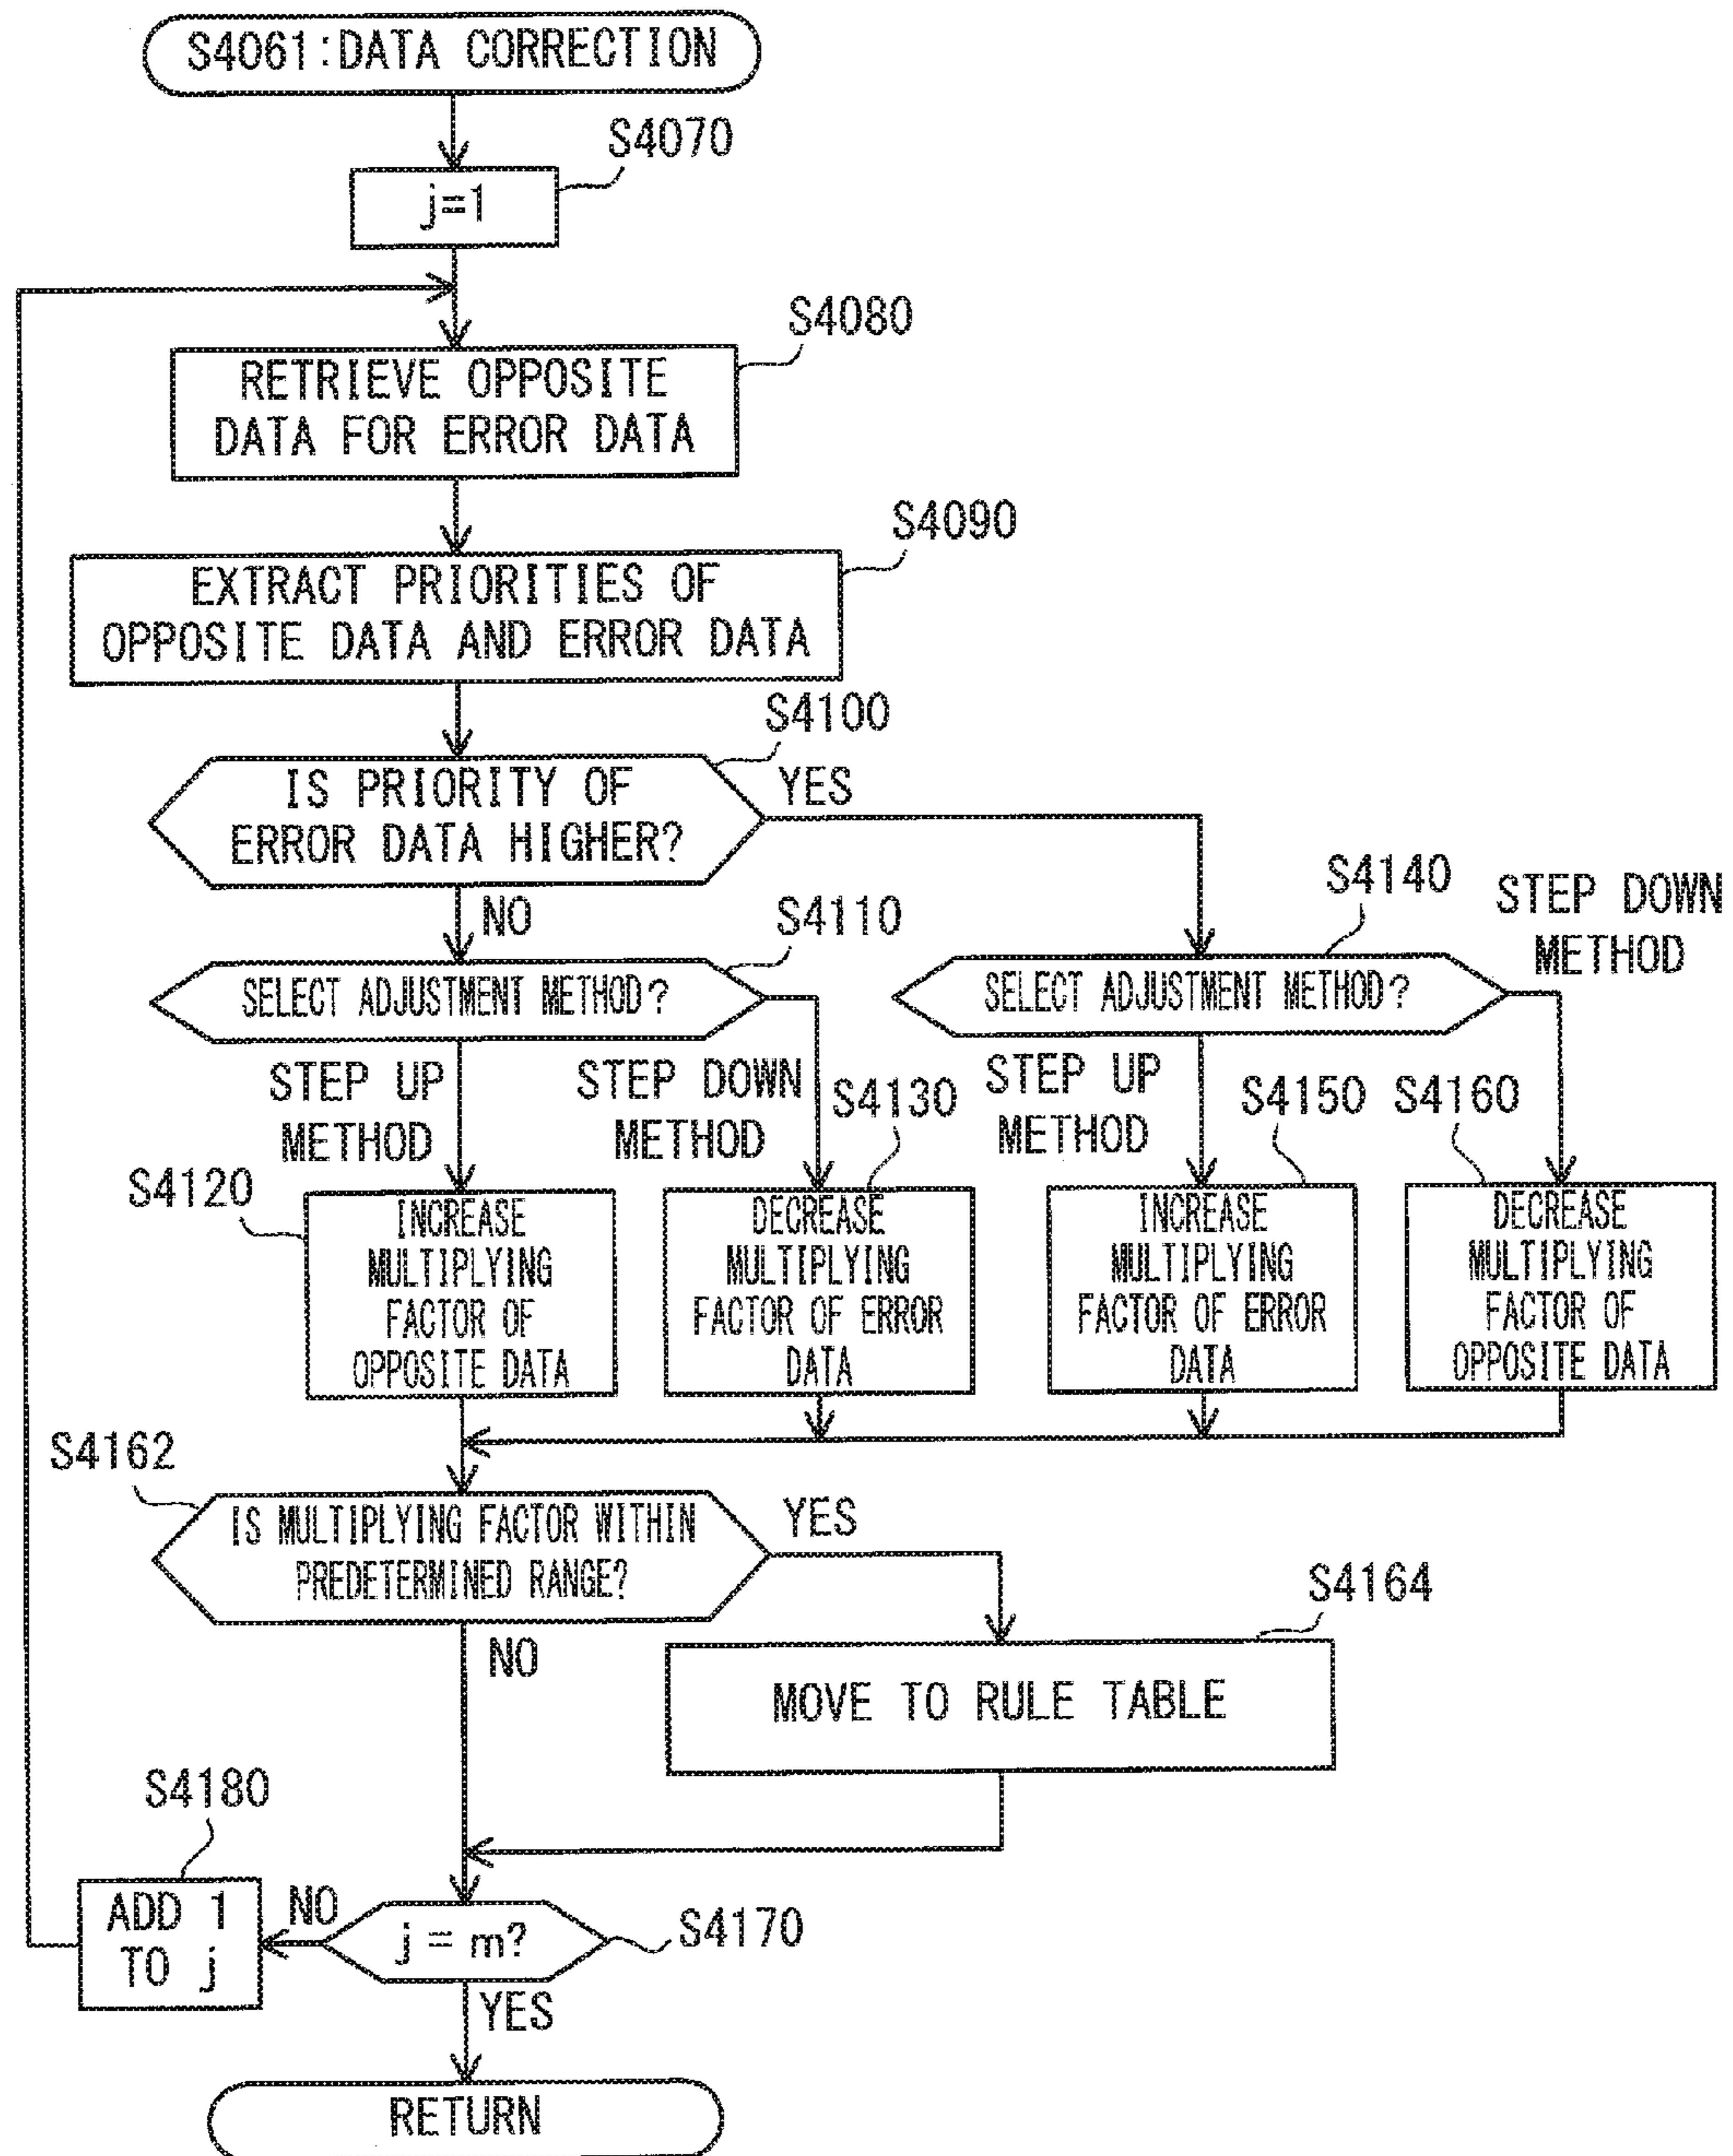 S4061:DATA CORRECTION
S4070
j=1
S4080
RETRIEVE OPPOSITE
DATA FOR ERROR DATA
S4090
EXTRACT PRIORITIES OF
OPPOSITE DATA AND ERROR DATA
S4100
IS PRIORITY OF
ERROR DATA HIGHER?
YES
NO
S4110
SELECT ADJUSTMENT METHOD?
S4140
STEP DOWN
METHOD
SELECT ADJUSTMENT METHOD?
STEP UP
METHOD
STEP DOWN
METHOD
STEP UP
METHOD
S4120
INCREASE
MULTIPLYING
FACTOR OF
OPPOSITE DATA
S4130
DECREASE
MULTIPLYING
FACTOR OF ERROR
DATA
S4150
INCREASE
MULTIPLYING
FACTOR OF ERROR
DATA
S4160
DECREASE
MULTIPLYING
FACTOR OF
OPPOSITE DATA
S4162
IS MULTIPLYING FACTOR WITHIN
PREDETERMINED RANGE?
YES
NO
S4164
MOVE TO RULE TABLE
S4180
ADD 1
TO j
NO
j = m?
S4170
YES
RETURN